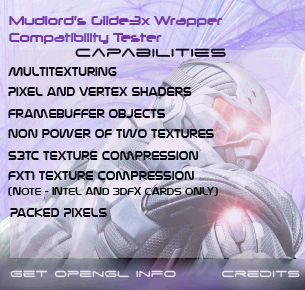 Mudlord's Glide3x Wrapper
Compatibility Tester
CAPABILITIES
MULTITEXTURING
PIXEL AND VERTEX SHADERS
FRAMEBUFFER OBJECTS
NON POWER OF TWO TEXTURES
S3TC TEXTURE COMPRESSION
FXT1 TEXTURE COMPRESSION
(NOTE - INTEL AND 3DFX CARDS ONLY)
PACKED PIXELS
GET OPENGL INFO
CREDITS